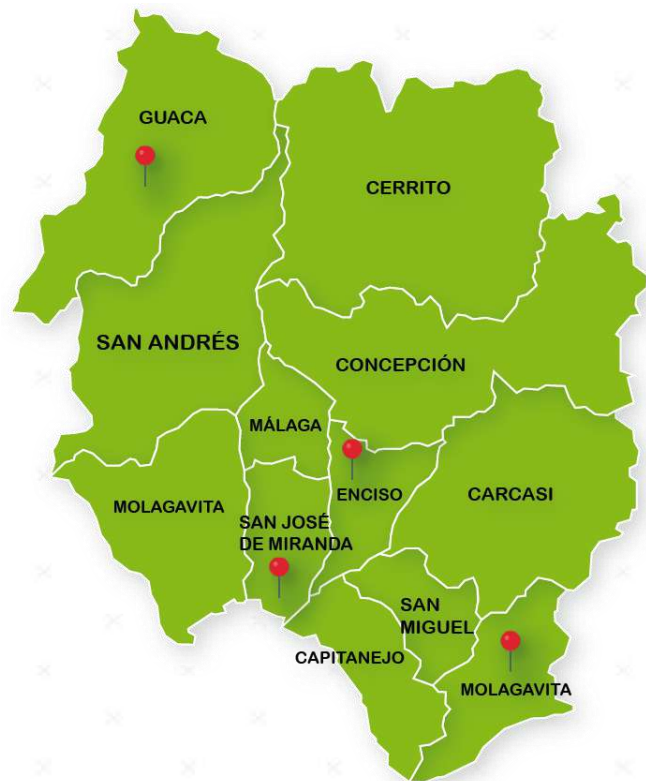 GUACA
CERRITO
SAN ANDRÉS
CONCEPCIÓN
MÁLAGA
MOLAGAVITA
ENCISO
CARCASI
SAN JOSÉ
DE MIRANDA
SAN
MIGUEL
CAPITANEJO
MOLAGAVITA